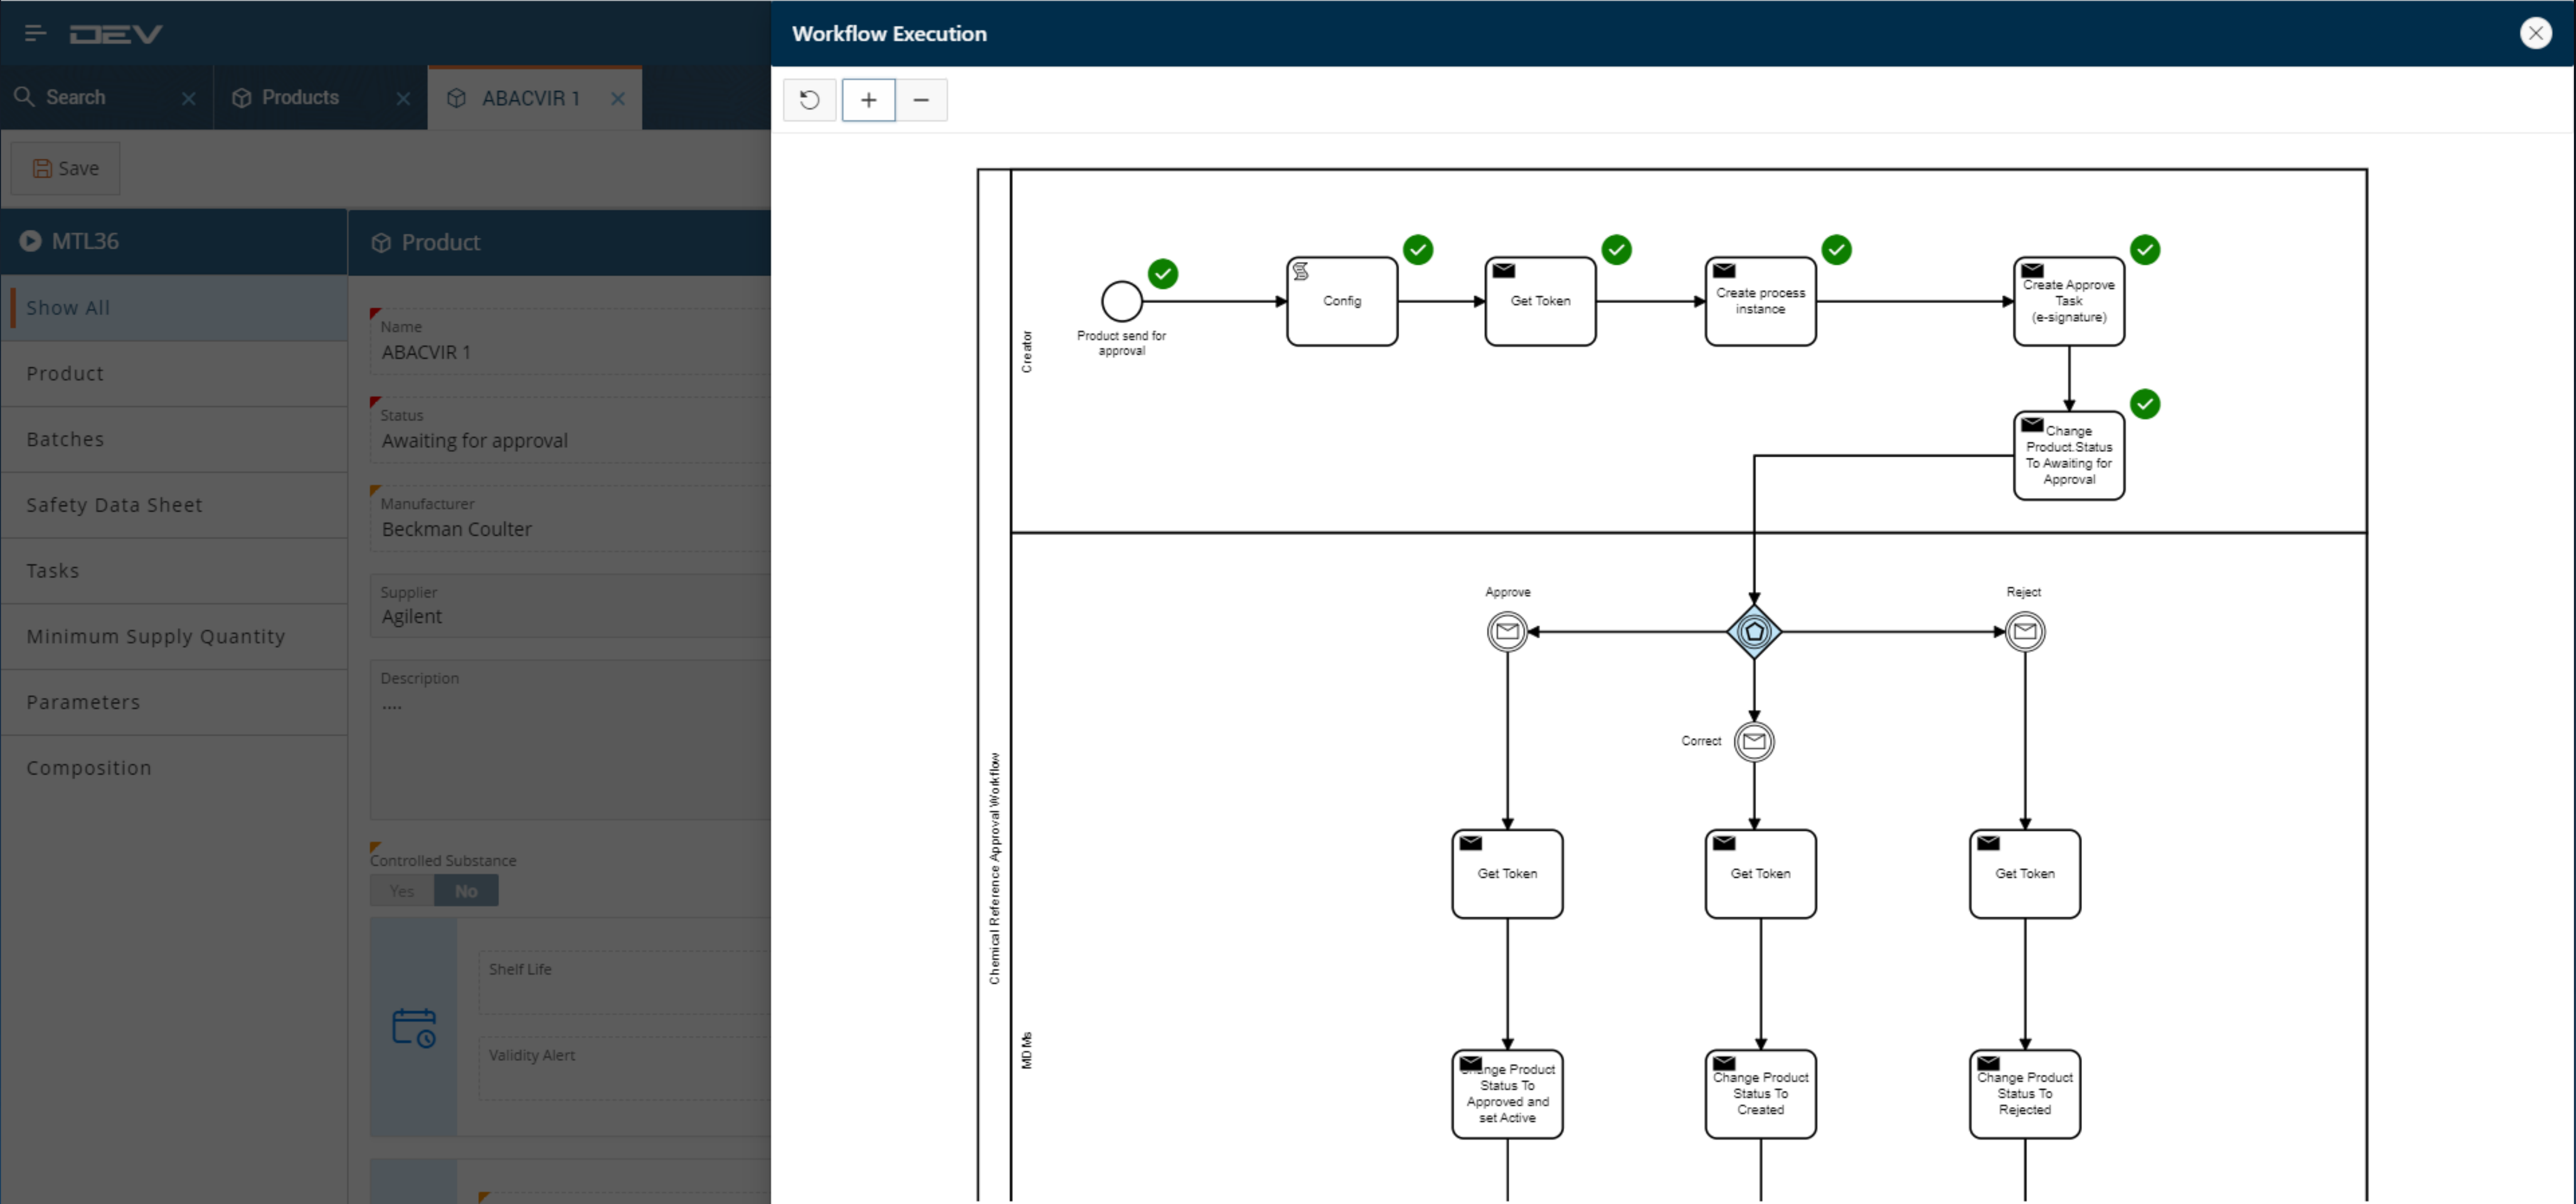 DEV
Workflow Execution
Search
Products
ABACVIR 1
Save
MTL36
Show All
Product
Batches
Safety Data Sheet
Tasks
Minimum Supply Quantity
Parameters
Composition
Product
Name
ABACVIR 1
Status
Awaiting for approval
Manufacturer
Beckman Coulter
Supplier
Agilent
Description
....
Controlled Substance
Yes
No
Shelf Life
Validity Alert
Chemical Reference Approval Workflow
Creator
Product send for
approval
Config
Get Token
Create process
instance
Create Approve
Task
(e-signature)
Change
Product.Status
To Awaiting for
Approval
MD Ms
Approve
Reject
Correct
Get Token
Get Token
Get Token
Change Product
Status To
Approved and
set Active
Change Product
Status To
Created
Change Product
Status To
Rejected